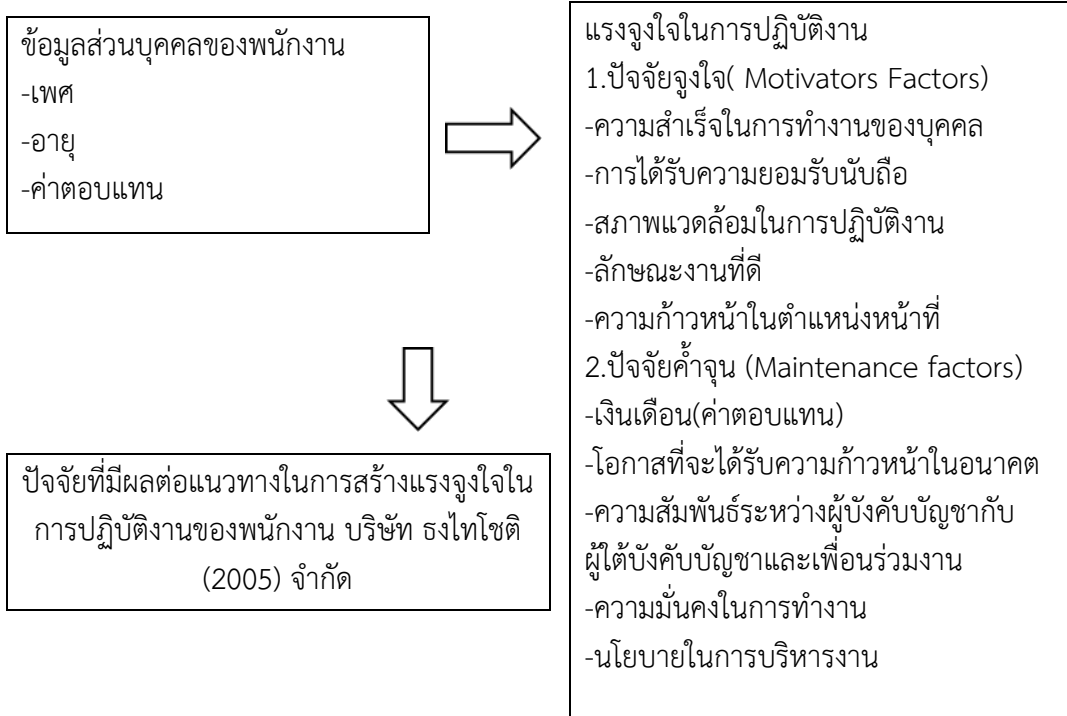 ข้อมูลส่วนบุคคลของพนักงาน
-เพศ
-อายุ
-ค่าตอบแทน
แรงจูงใจในการปฏิบัติงาน
1.ปัจจัยจูงใจ( Motivators Factors)
-ความสำเร็จในการทำงานของบุคคล
-การได้รับความยอมรับนับถือ
-สภาพแวดล้อมในการปฏิบัติงาน
-ลักษณะงานที่ดี
-ความก้าวหน้าในตำแหน่งหน้าที่
2.ปัจจัยค้ำจุน (Maintenance factors)
-เงินเดือน(ค่าตอบแทน)
-โอกาสที่จะได้รับความก้าวหน้าในอนาคต
-ความสัมพันธ์ระหว่างผู้บังคับบัญชากับ
ผู้ใต้บังคับบัญชาและเพื่อนร่วมงาน
-ความมั่นคงในการทำงาน
-นโยบายในการบริหารงาน
ปัจจัยที่มีผลต่อแนวทางในการสร้างแรงจูงใจใน
การปฏิบัติงานของพนักงาน บริษัท ธงไทโชติ
(2005) จำกัด